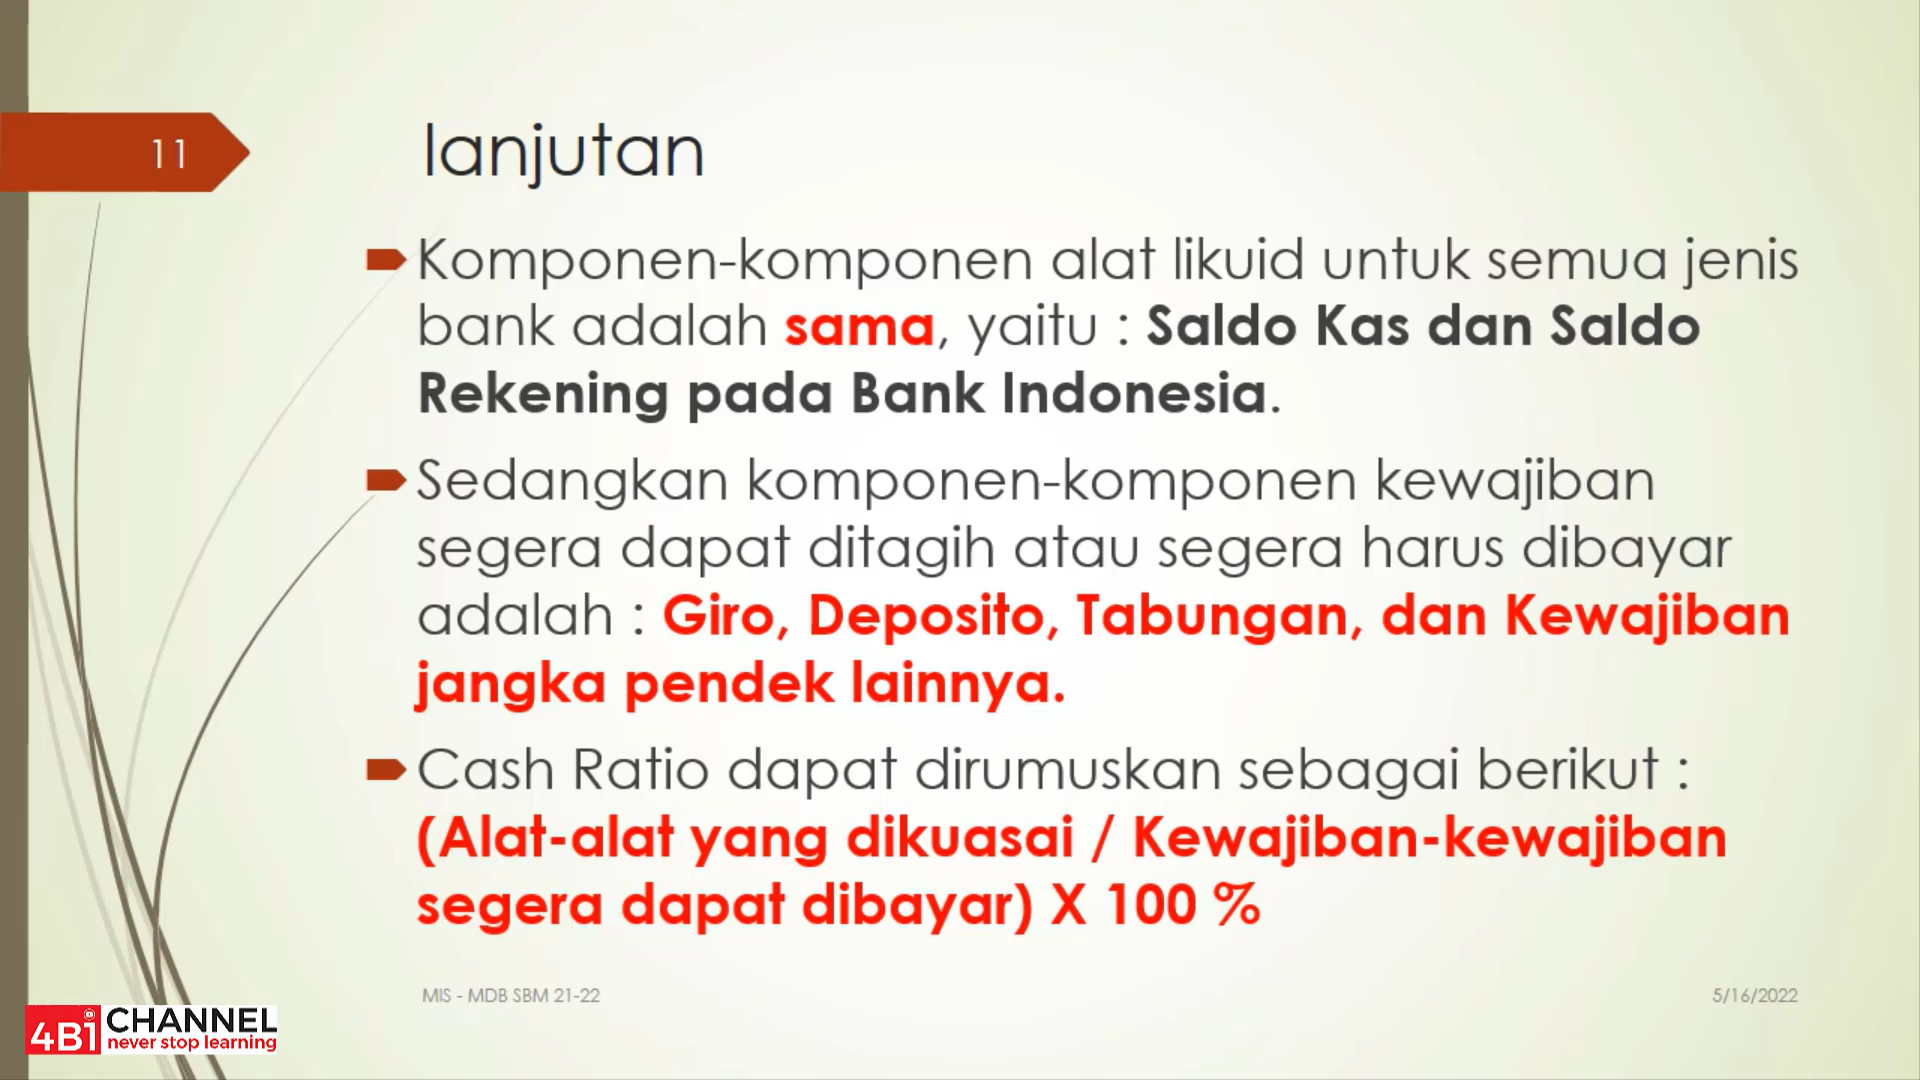 11
lanjutan
Komponen-komponen alat likuid untuk semua jenis
bank adalah sama, yaitu : Saldo Kas dan Saldo
Rekening pada Bank Indonesia.
Sedangkan komponen-komponen kewajiban
segera dapat ditagih atau segera harus dibayar
adalah : Giro, Deposito, Tabungan, dan Kewajiban
jangka pendek lainnya.
Cash Ratio dapat dirumuskan sebagai berikut :
(Alat-alat yang dikuasai / Kewajiban-kewajiban
segera dapat dibayar) X 100 %
MIS - MDB SBM 21-22
5/16/2022
4Bi CHANNEL
never stop learning